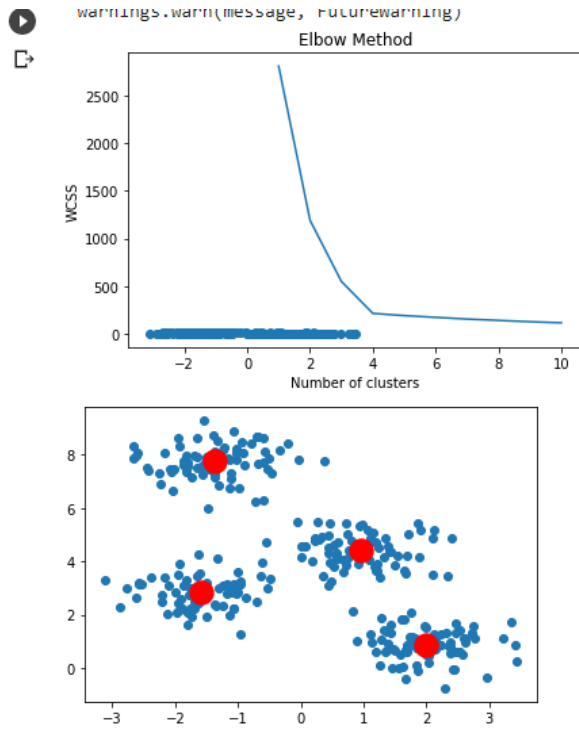 warnings.warn(message, FutureWarning)
Elbow Method
2500
2000
1500
1000
500
0
WCSS
−2 0 2 4 6 8 10
Number of clusters
8
6
4
2
0
−3 −2 −1 0 1 2 3